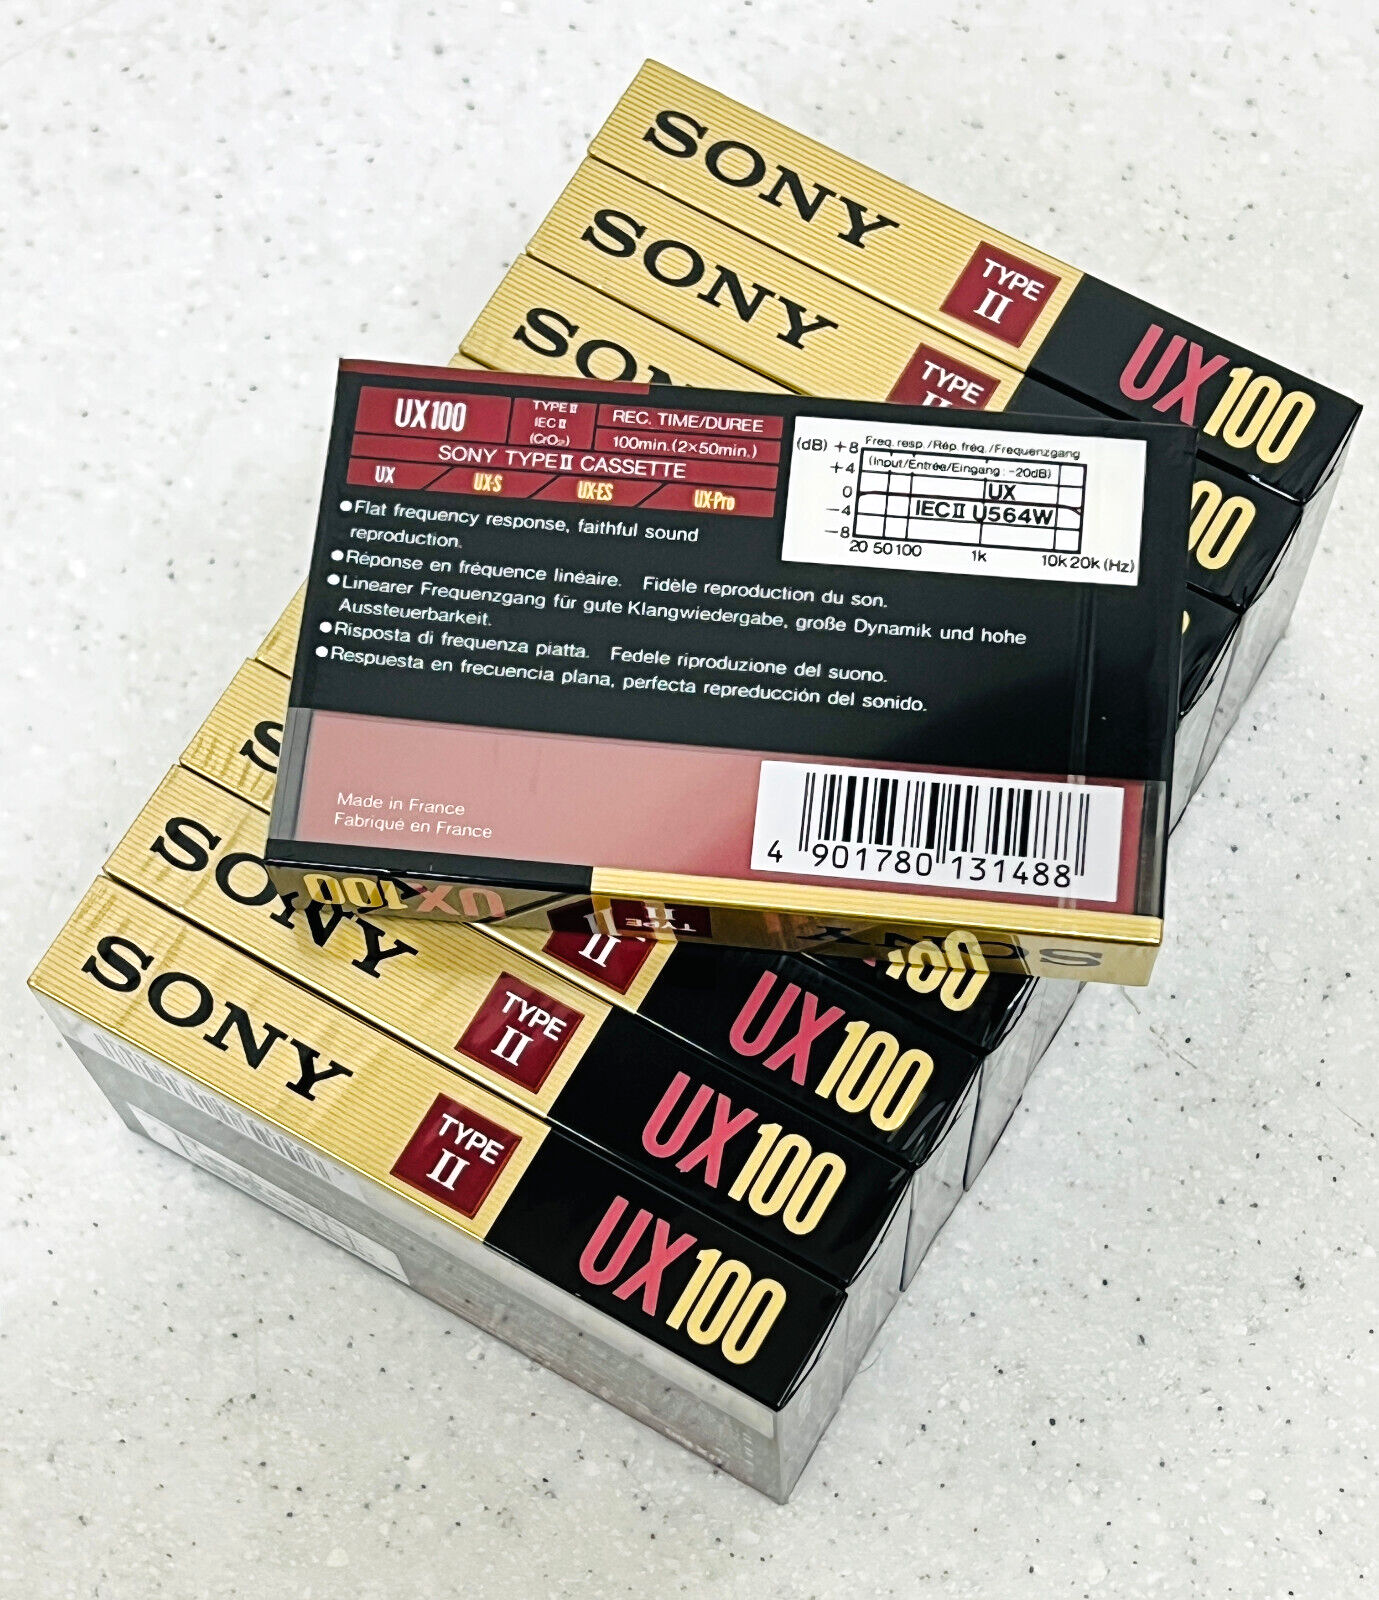 SONY TYPE II UX100
SONY TYPE
SON
UX100
TYPE II
IEC II
(CrO₂)
REC. TIME/DUREE
100min.(2×50min.)
SONY TYPE II CASSETTE
UX UX-S UX-ES UX-Pro
●Flat frequency response, faithful sound
reproduction.
●Réponse en fréquence linéaire. Fidèle reproduction du son.
●Linearer Frequenzgang für gute Klangwiedergabe, große Dynamik und hohe
Aussteuerbarkeit.
●Risposta di frequenza piatta. Fedele riproduzione del suono.
●Respuesta en frecuencia plana, perfecta repreducción del sonido.
(dB) +8 Freq. resp./Rép. fréq./Frequenzgang
+4 (Input/Entrée/Eingang: -20dB)
0 UX
-4 IEC II U564W
-8
20 50 100 1k 10k 20k (Hz)
Made in France
Fabriqué en France
4 901780 131488
UX100 TYPE II SONY
II UX100
SONY TYPE II UX100
SONY TYPE II UX100